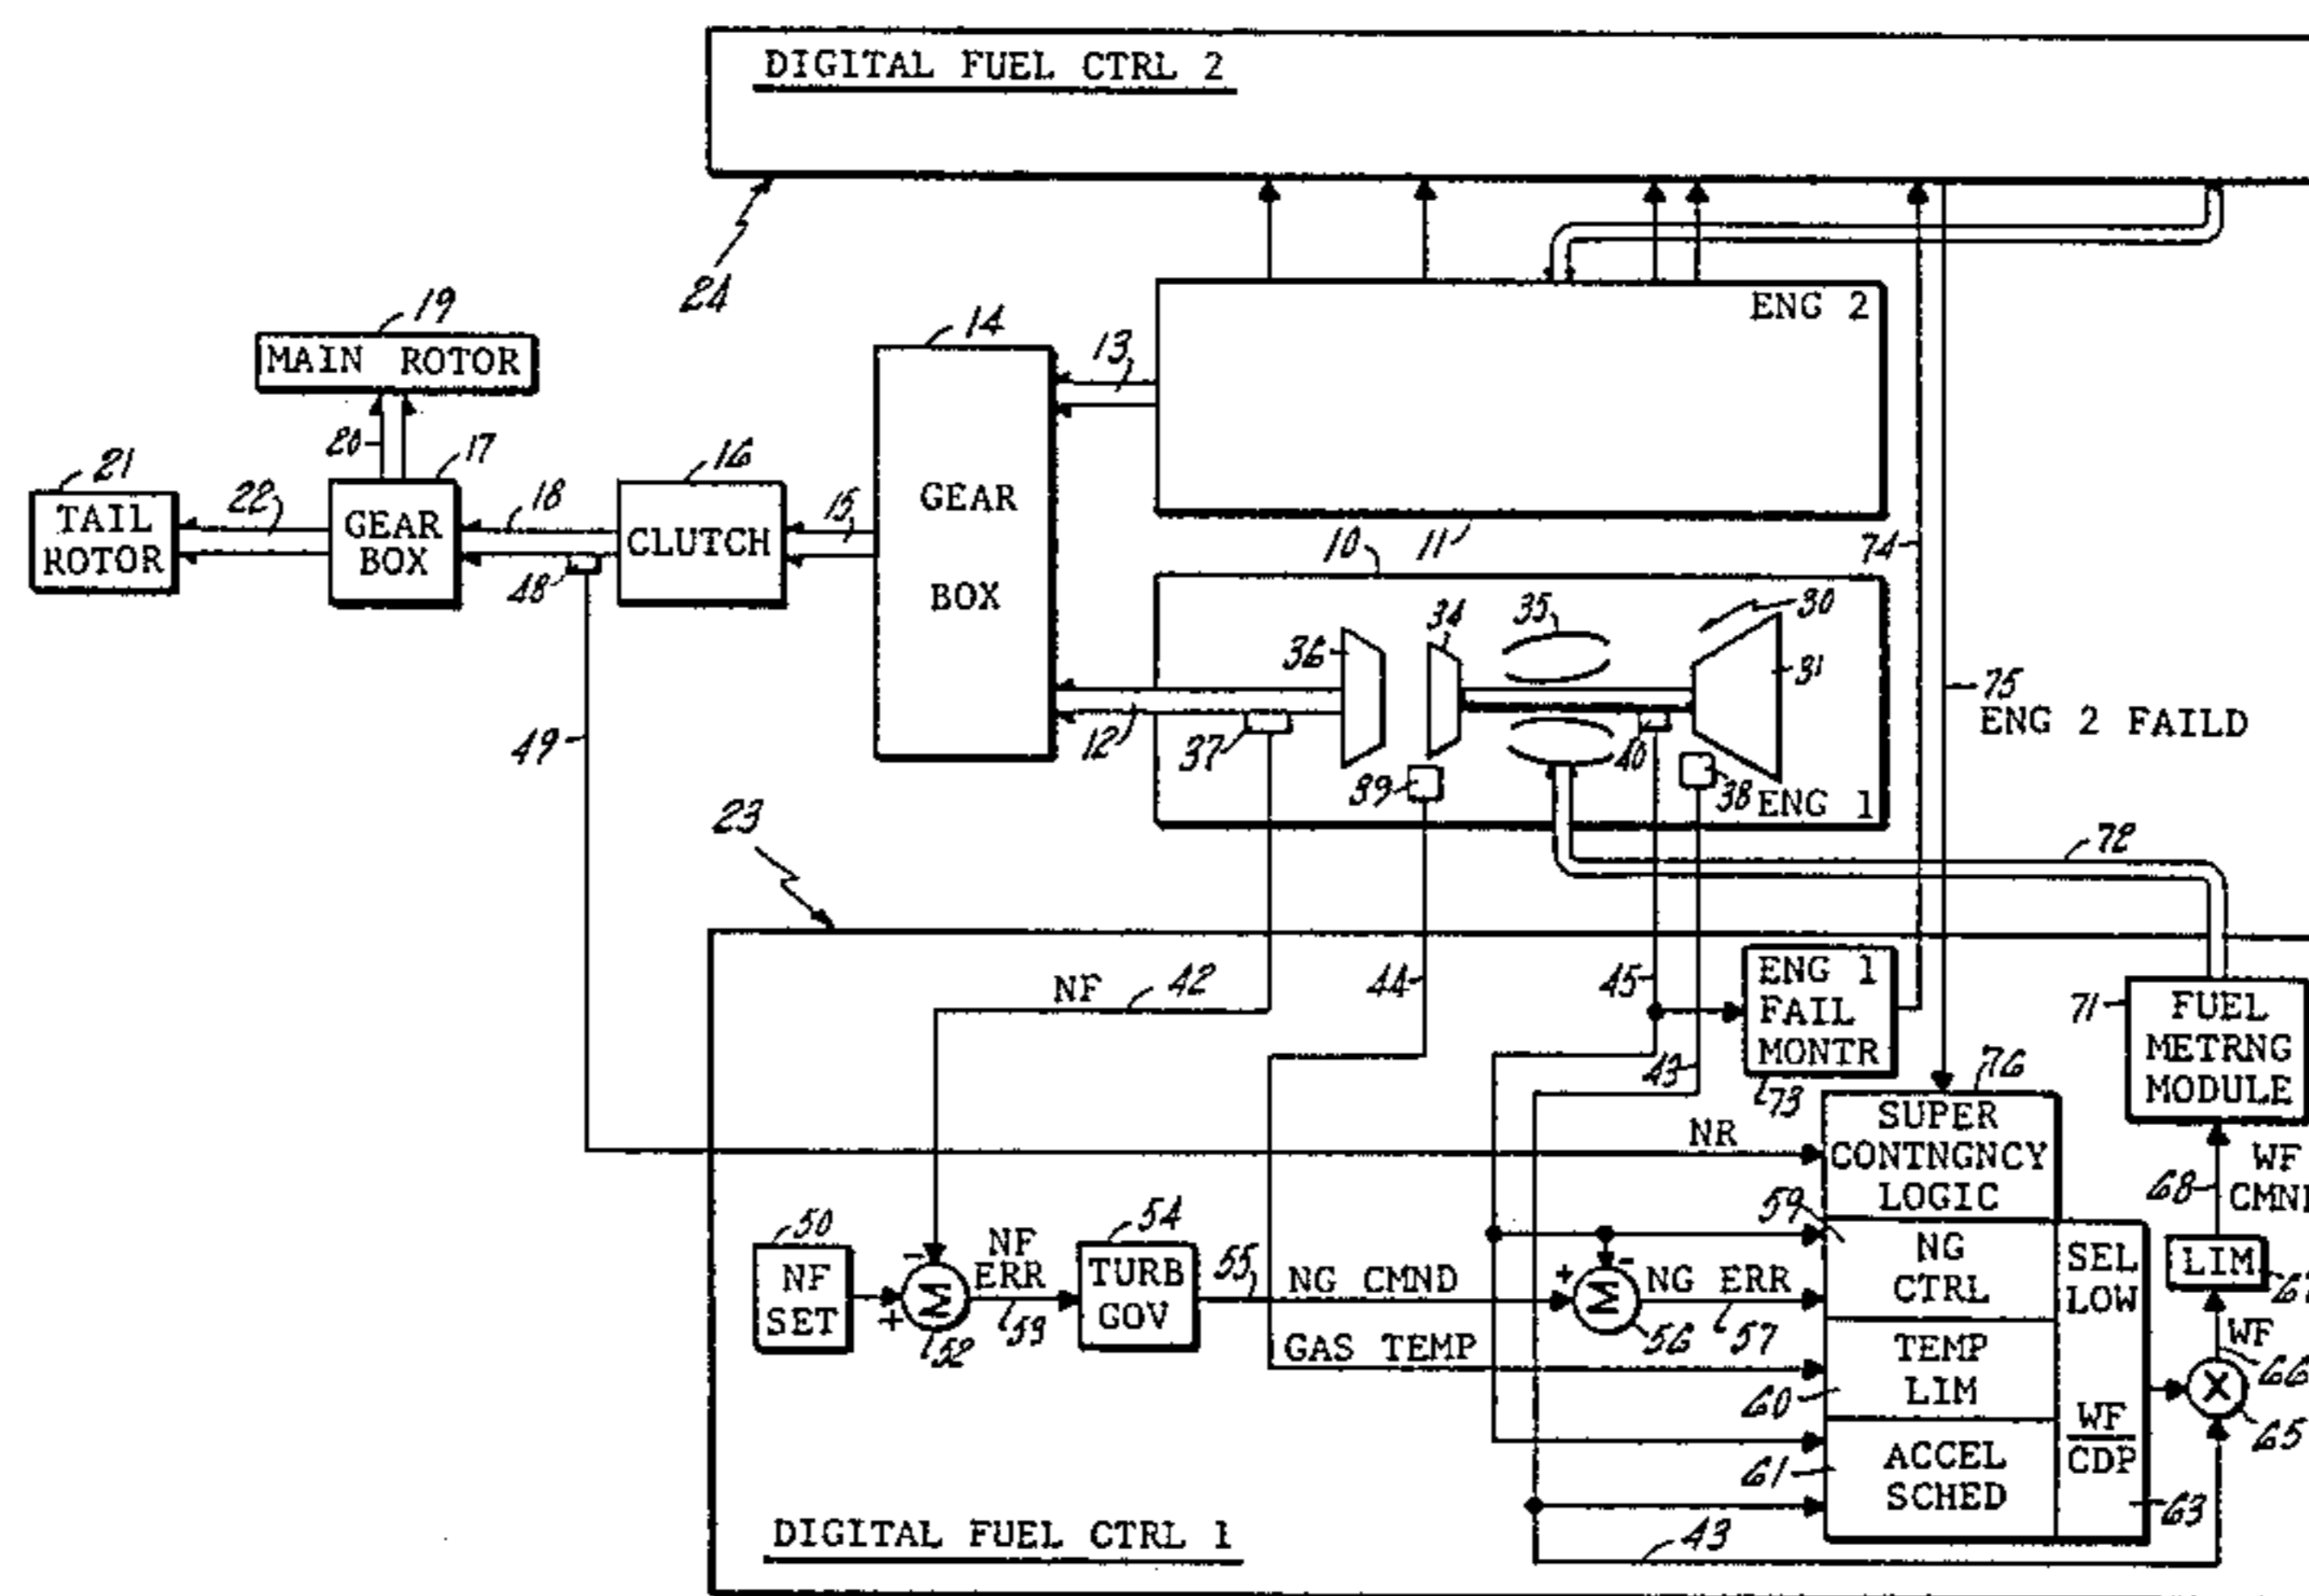 DIGITAL FUEL CTRL 2
24
ENG 2
19
MAIN ROTOR
20
14
13
21
TAIL
ROTOR
22
17
GEAR
BOX
18
48
16
CLUTCH
15
GEAR
BOX
10
11
74
36
34
35
30
31
12
37
39
40
38
ENG 1
75
ENG 2 FAILD
49
23
72
NF
42
44
45
43
ENG 1
FAIL
MONTR
73
71
FUEL
METRNG
MODULE
76
SUPER
CONTNGNCY
LOGIC
NR
68
WF
50
NF
SET
52
NF
ERR
53
54
TURB
GOV
55
NG CMND
56
NG ERR
57
59
NG
CTRL
SEL
LOW
LIM
GAS TEMP
TEMP
LIM
60
WF
66
65
61
ACCEL
SCHED
WF
CDP
63
43
DIGITAL FUEL CTRL 1